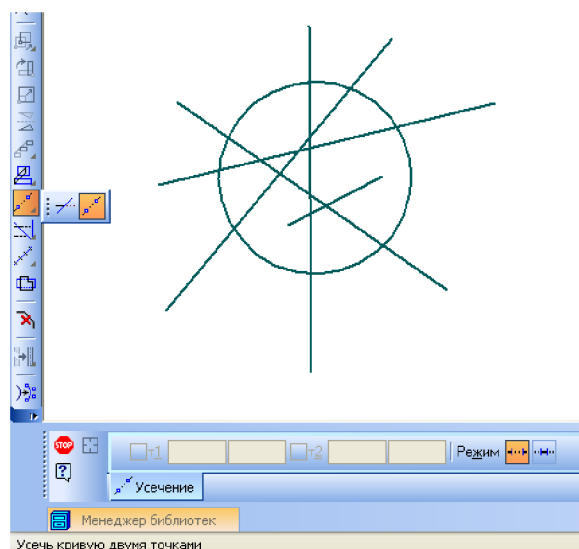 STOP т1 т2 Режим
Усечение
Менеджер библиотек
Усечь кривую двумя точками